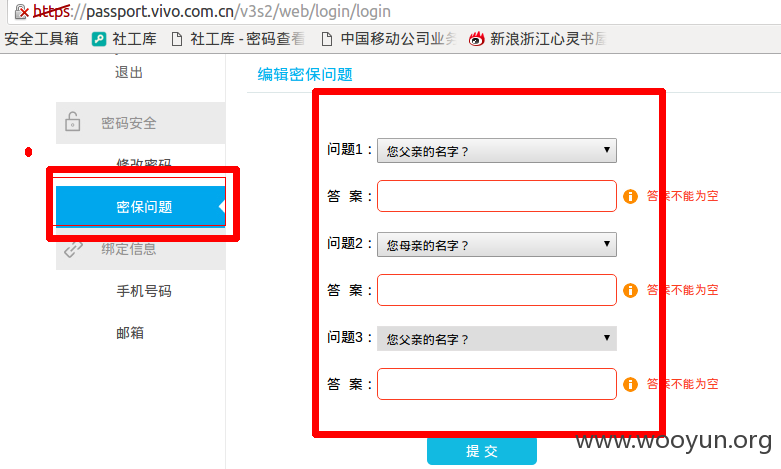 https://passport.vivo.com.cn/v3s2/web/login/login
安全工具箱 社工库 社工库 - 密码查看 中国移动公司业务 新浪浙江心灵书屋
退出
编辑密保问题
密码安全
问题1： 您父亲的名字？
修改密码
答 案： 答案不能为空
密保问题
问题2： 您母亲的名字？
绑定信息
答 案： 答案不能为空
手机号码
邮箱
问题3： 您父亲的名字？
答 案： 答案不能为空
www.wooyun.org
提 交